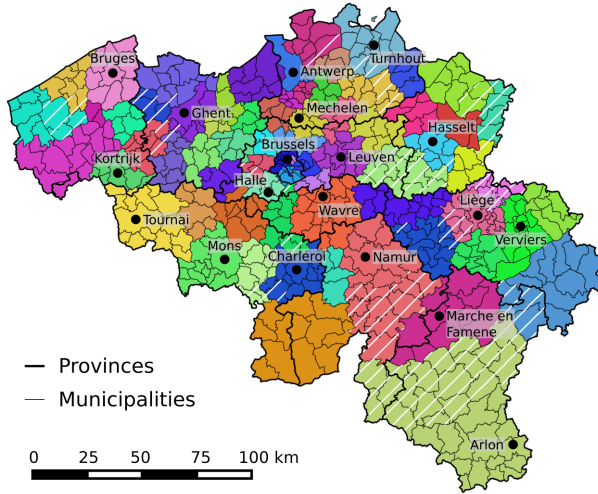 Turnhout
Bruges
Antwerp
Ghent
Mechelen
Hasselt
Brussels
Kortrijk
Leuven
Halle
Liège
Wavre
Tournai
Verviers
Mons
Charleroi
Namur
Marche en
Famene
Provinces
Municipalities
Arlon
0 25 50 75 100 km